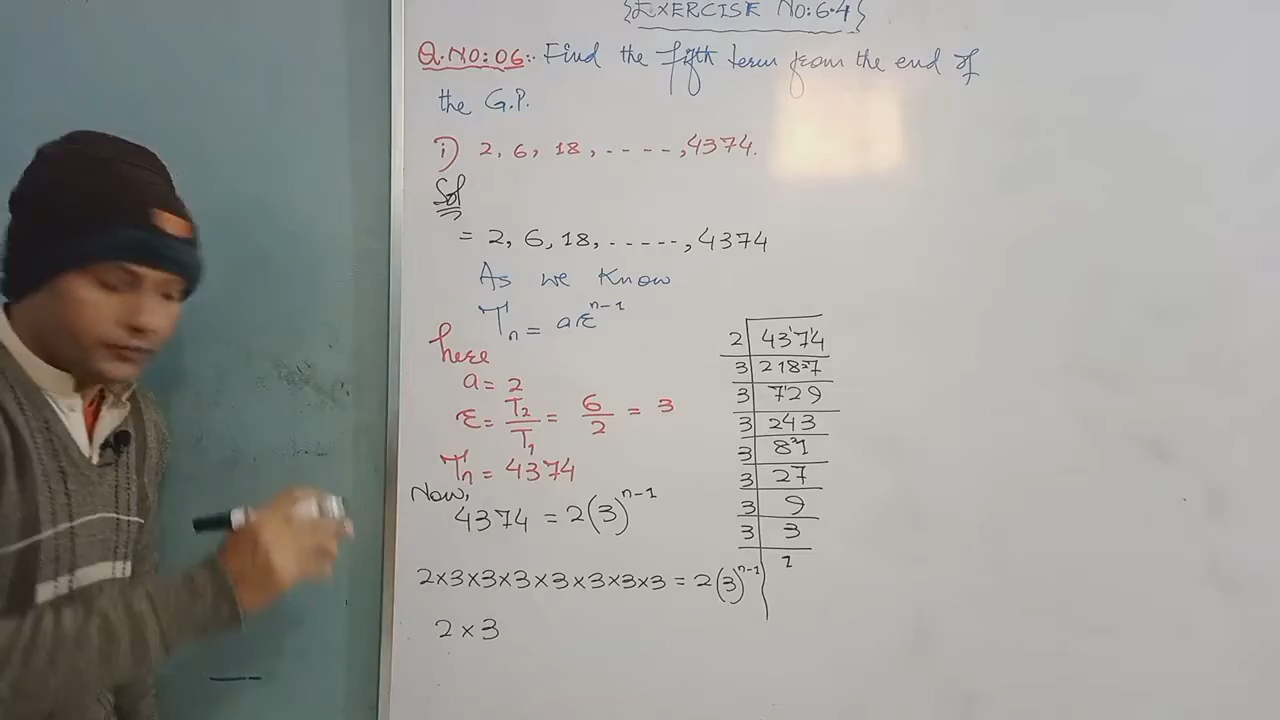 {EXERCISE NO:6.4}
Q.NO:06:- Find the fifth term from the end of
the G.P.
i) 2, 6, 18, - - - - -, 4374.
Sol
= 2, 6, 18, - - - - - -, 4374
As we know
Tn = ar^n-1
here
a = 2
r = T2/T1 = 6/2 = 3
Tn = 4374
Now,
4374 = 2(3)^n-1
2×3×3×3×3×3×3×3 = 2(3)^n-1
2 × 3
2 | 4374
3 | 2187
3 | 729
3 | 243
3 | 81
3 | 27
3 | 9
3 | 3
1